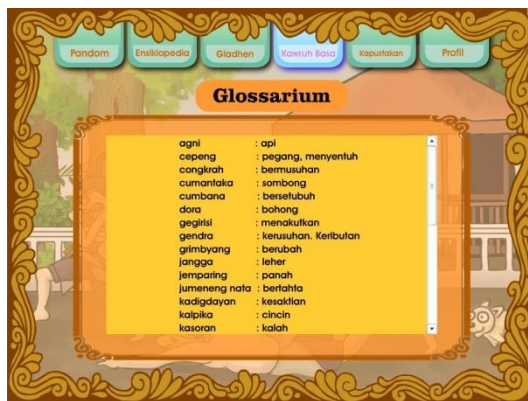 Pandom Ensiklopedia Gladhen Kawruh Basa Kapustakan Profil
Glossarium
agni : api
cepeng : pegang, menyentuh
congkrah : bermusuhan
cumantaka : sombong
cumbana : bersetubuh
dora : bohong
gegirisi : menakutkan
gendra : kerusuhan. Keributan
grimbyang : berubah
jangga : leher
jemparing : panah
jumeneng nata : bertahta
kadigdayan : kesaktian
kalpika : cincin
kasoran : kalah